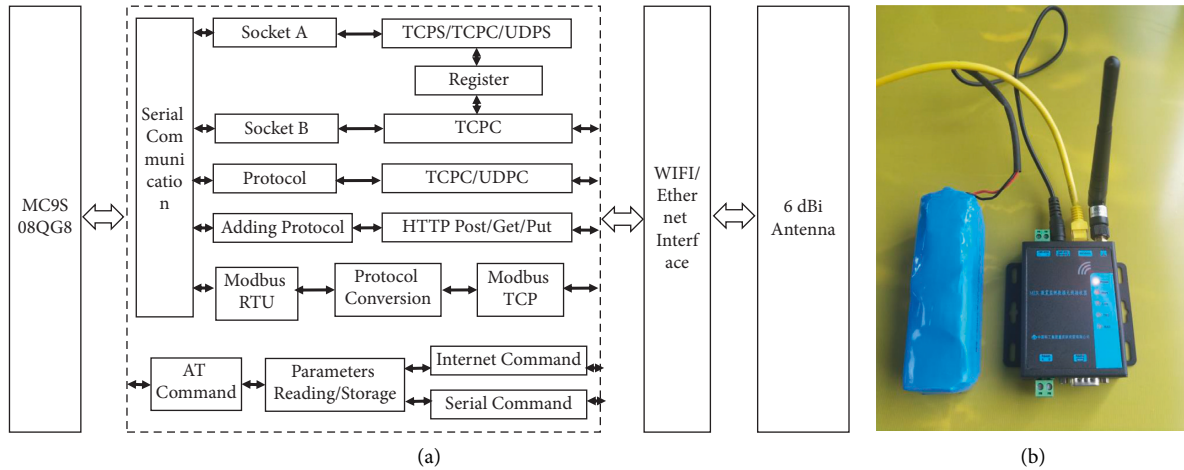 MC9S
08QG8
Serial
Com
munic
catio
n
Socket A
TCPS/TCPC/UDPS
Register
Socket B
TCPC
Protocol
TCPC/UDPC
Adding Protocol
HTTP Post/Get/Put
Modbus
RTU
Protocol
Conversion
Modbus
TCP
AT
Command
Parameters
Reading/Storage
Internet Command
Serial Command
WIFI/
Ether
net
Interf
ace
6 dBi
Antenna
(a)
(b)